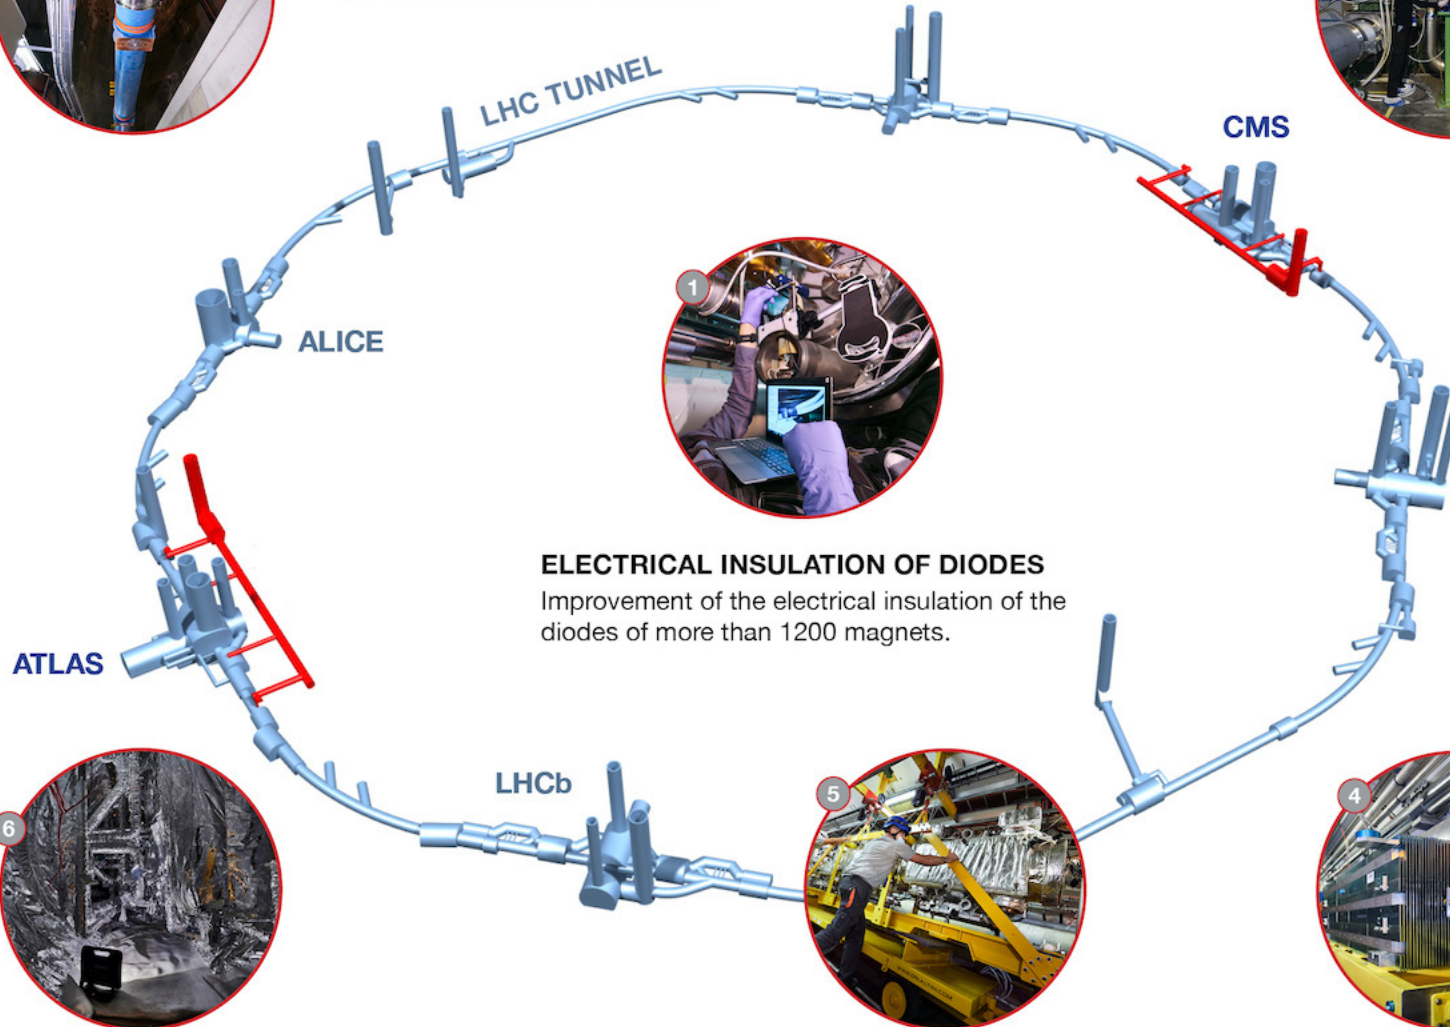 LHC TUNNEL
CMS
1
ALICE
ELECTRICAL INSULATION OF DIODES
Improvement of the electrical insulation of the
diodes of more than 1200 magnets.
ATLAS
LHCb
5
4
6